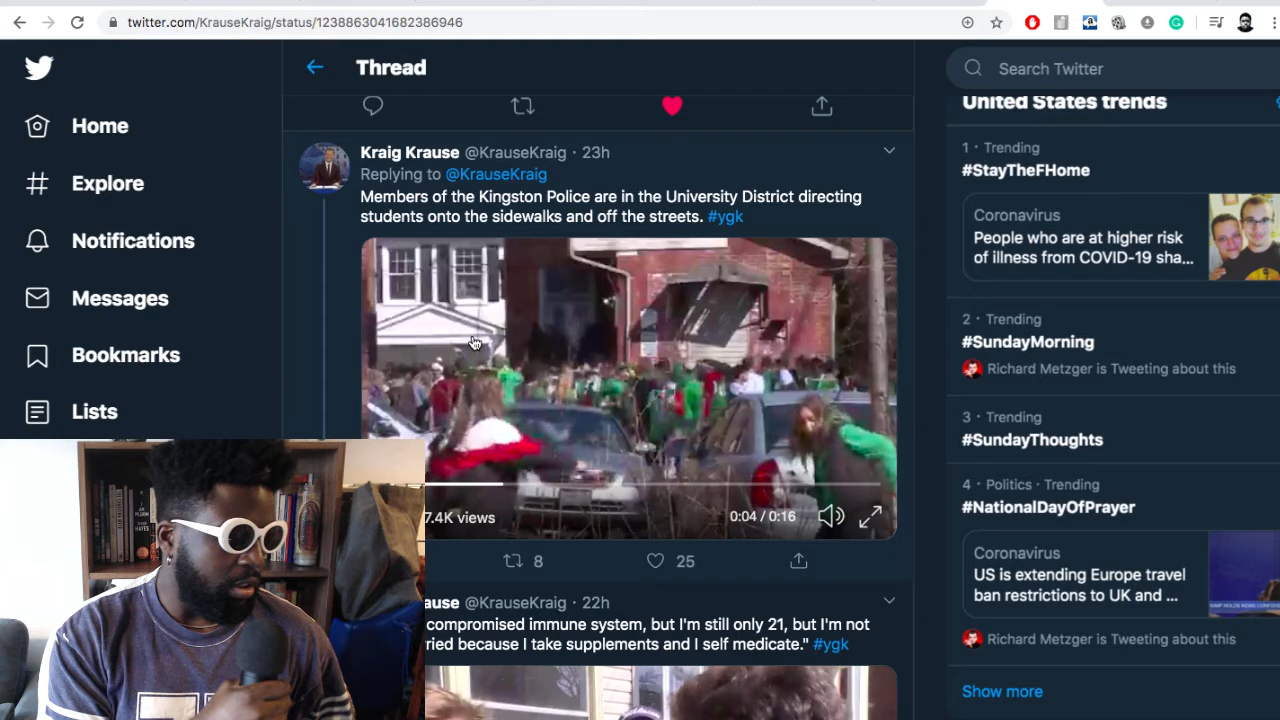 twitter.com/KrauseKraig/status/1238863041682386946
Home
Explore
Notifications
Messages
Bookmarks
Lists
Thread
Kraig Krause @KrauseKraig · 23h
Replying to @KrauseKraig
Members of the Kingston Police are in the University District directing
students onto the sidewalks and off the streets. #ygk
7.4K views
0:04 / 0:16
8
25
ause @KrauseKraig · 22h
compromised immune system, but I'm still only 21, but I'm not
ried because I take supplements and I self medicate." #ygk
Search Twitter
United States trends
1 · Trending
#StayTheFHome
Coronavirus
People who are at higher risk
of illness from COVID-19 sha...
2 · Trending
#SundayMorning
Richard Metzger is Tweeting about this
3 · Trending
#SundayThoughts
4 · Politics · Trending
#NationalDayOfPrayer
Coronavirus
US is extending Europe travel
ban restrictions to UK and ...
Richard Metzger is Tweeting about this
Show more